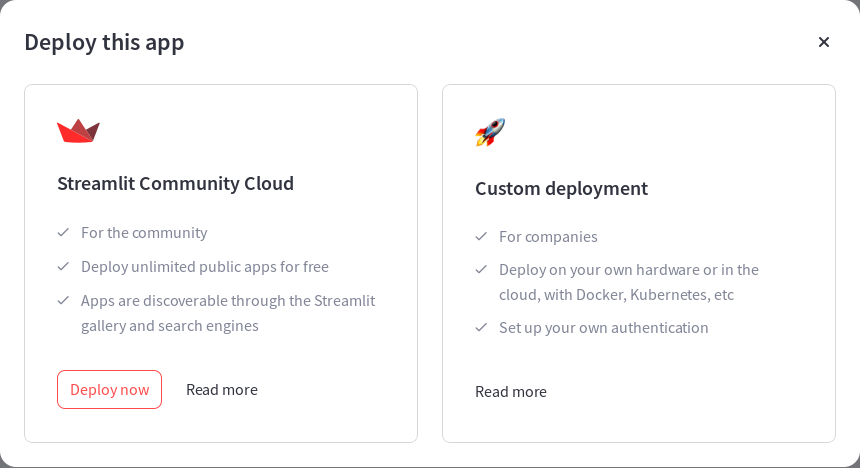 Deploy this app
Streamlit Community Cloud
For the community
Deploy unlimited public apps for free
Apps are discoverable through the Streamlit
gallery and search engines
Deploy now
Read more
Custom deployment
For companies
Deploy on your own hardware or in the
cloud, with Docker, Kubernetes, etc
Set up your own authentication
Read more